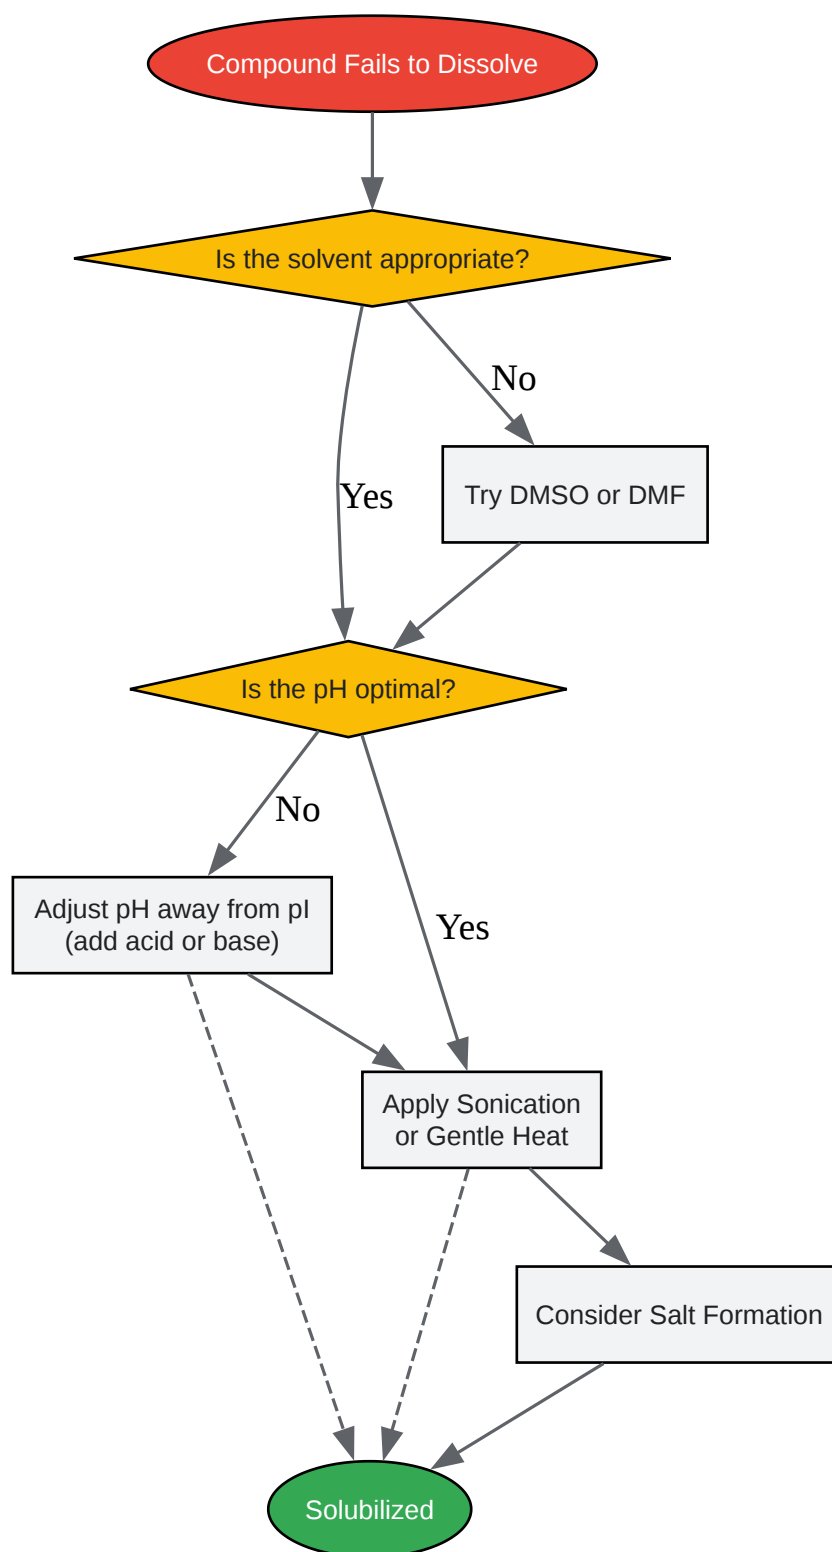 Compound Fails to Dissolve
Is the solvent appropriate?
No
Yes
Try DMSO or DMF
Is the pH optimal?
No
Adjust pH away from pI
(add acid or base)
Yes
Apply Sonication
or Gentle Heat
Consider Salt Formation
Solubilized